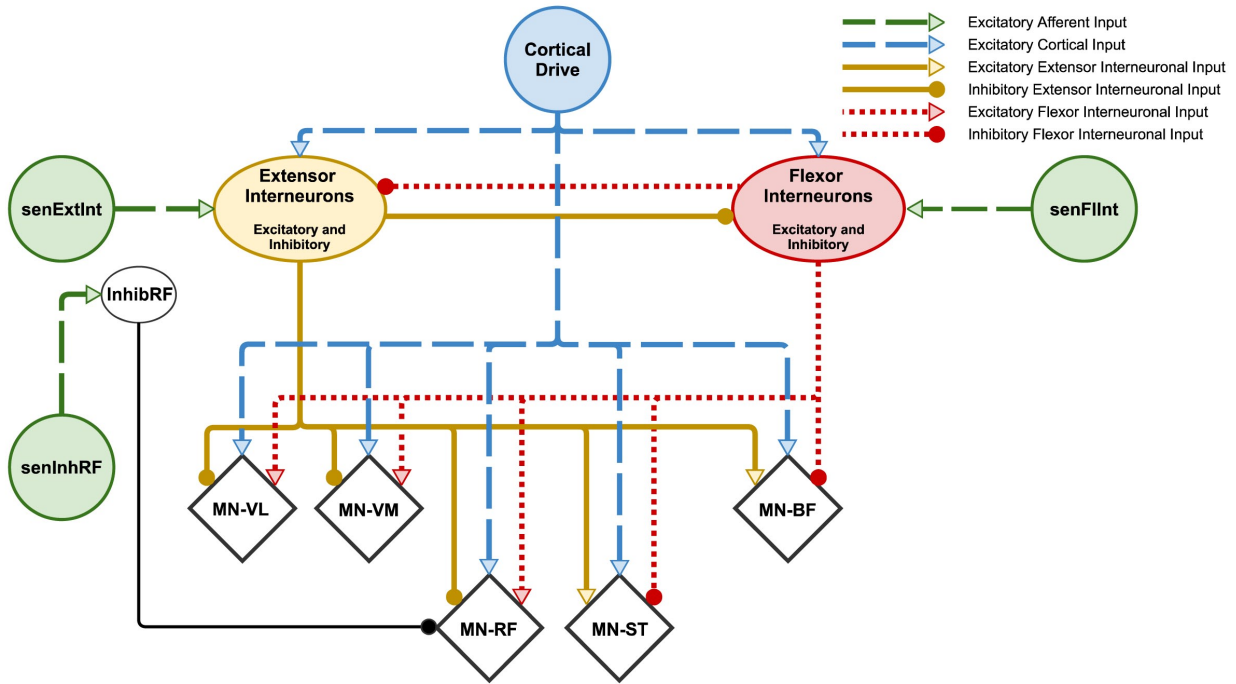 Cortical
Drive
Excitatory Afferent Input
Excitatory Cortical Input
Excitatory Extensor Interneuronal Input
Inhibitory Extensor Interneuronal Input
Excitatory Flexor Interneuronal Input
Inhibitory Flexor Interneuronal Input
senExtInt
Extensor
Interneurons
Excitatory and
Inhibitory
Flexor
Interneurons
Excitatory and
Inhibitory
senFlInt
InhibRF
senInhRF
MN-VL
MN-VM
MN-BF
MN-RF
MN-ST